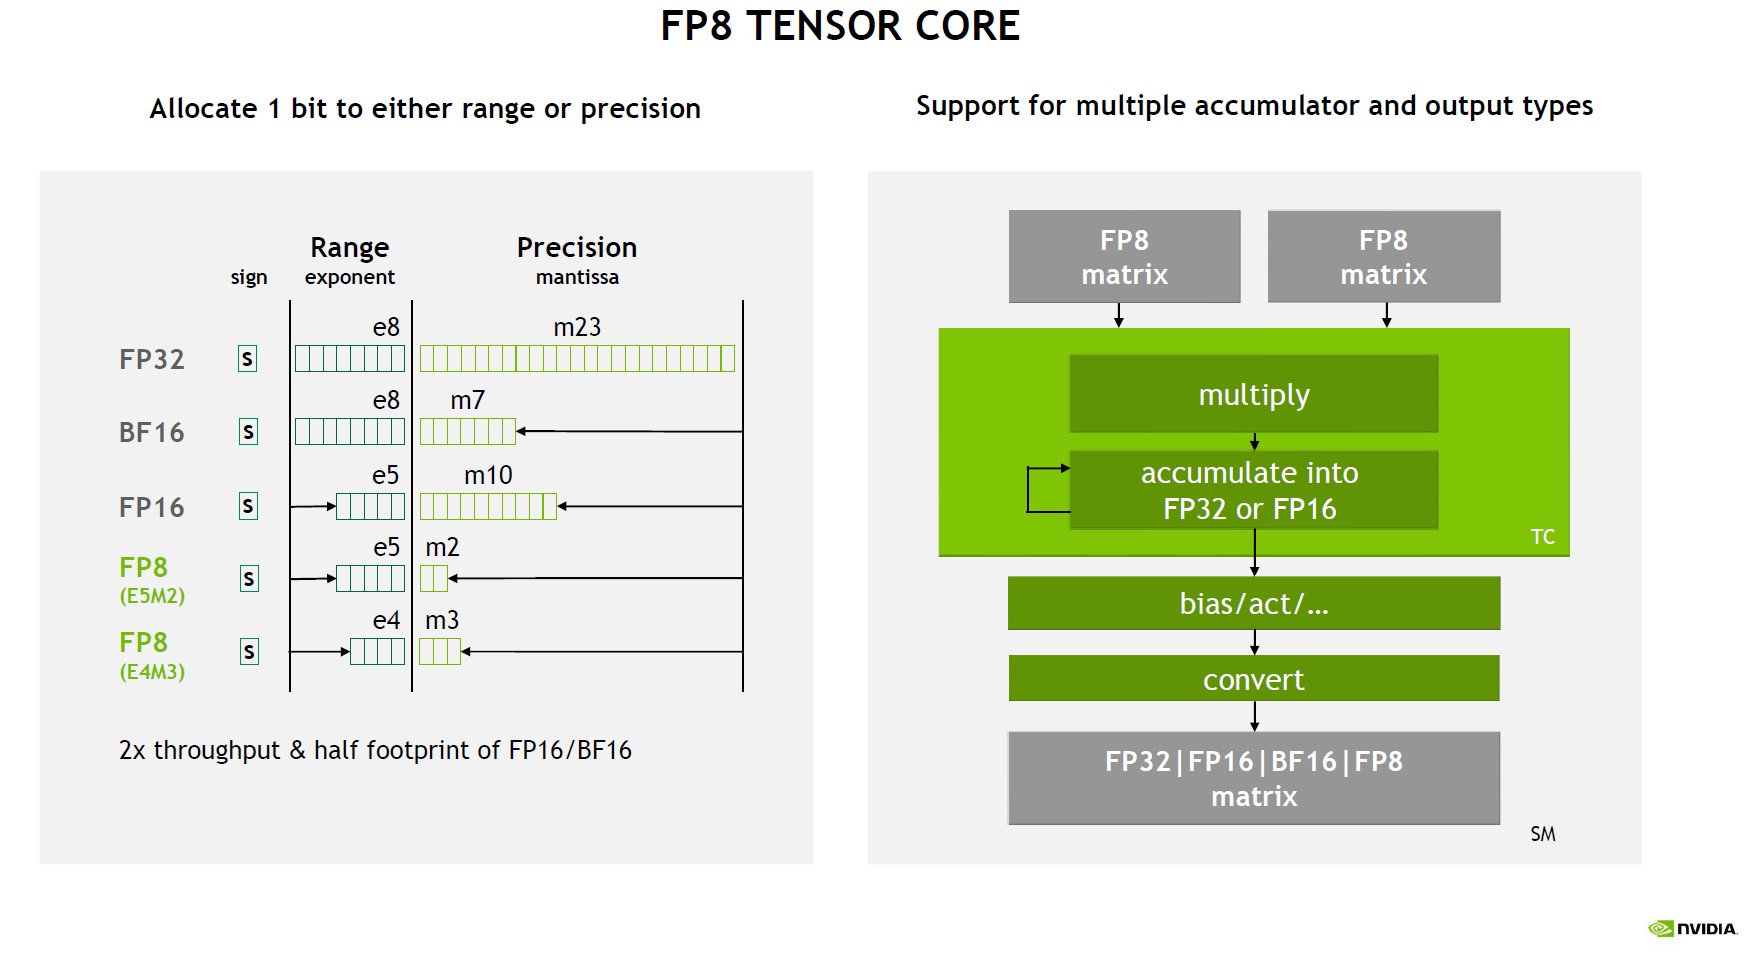 FP8 TENSOR CORE
Allocate 1 bit to either range or precision
Range
Precision
sign
exponent
mantissa
e8
m23
FP32
s
e8
m7
BF16
s
e5
m10
FP16
s
e5
m2
FP8
(E5M2)
s
e4
m3
FP8
(E4M3)
s
2x throughput & half footprint of FP16/BF16
Support for multiple accumulator and output types
FP8
matrix
FP8
matrix
multiply
accumulate into
FP32 or FP16
TC
bias/act/…
convert
FP32|FP16|BF16|FP8
matrix
SM
NVIDIA.